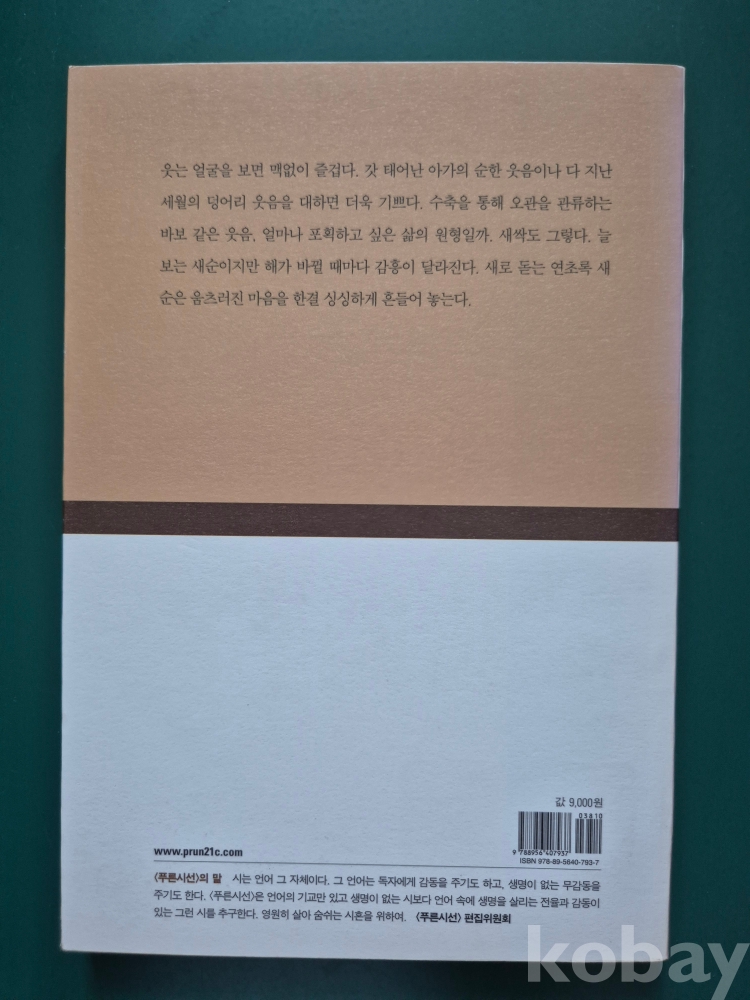 웃는 얼굴을 보면 맥없이 즐겁다. 갓 태어난 아가의 순한 웃음이나 다 지난
세월의 덩어리 웃음을 대하면 더욱 기쁘다. 수축을 통해 오관을 관류하는
바보 같은 웃음, 얼마나 포획하고 싶은 삶의 원형일까. 새싹도 그렇다. 늘
보는 새순이지만 해가 바뀔 때마다 감흥이 달라진다. 새로 돋는 연초록 새
순은 움츠러진 마음을 한결 싱싱하게 흔들어 놓는다.
값 9,000원
03810
9 788956 407937
ISBN 978-89-5640-793-7
www.prun21c.com
〈푸른시선〉의 말 시는 언어 그 자체이다. 그 언어는 독자에게 감동을 주기도 하고, 생명이 없는 무감동을
주기도 한다. 〈푸른시선〉은 언어의 기교만 있고 생명이 없는 시보다 언어 속에 생명을 살리는 전율과 감동이
있는 그런 시를 추구한다. 영원히 살아 숨쉬는 시혼을 위하여. 〈푸른시선〉 편집위원회
kobay